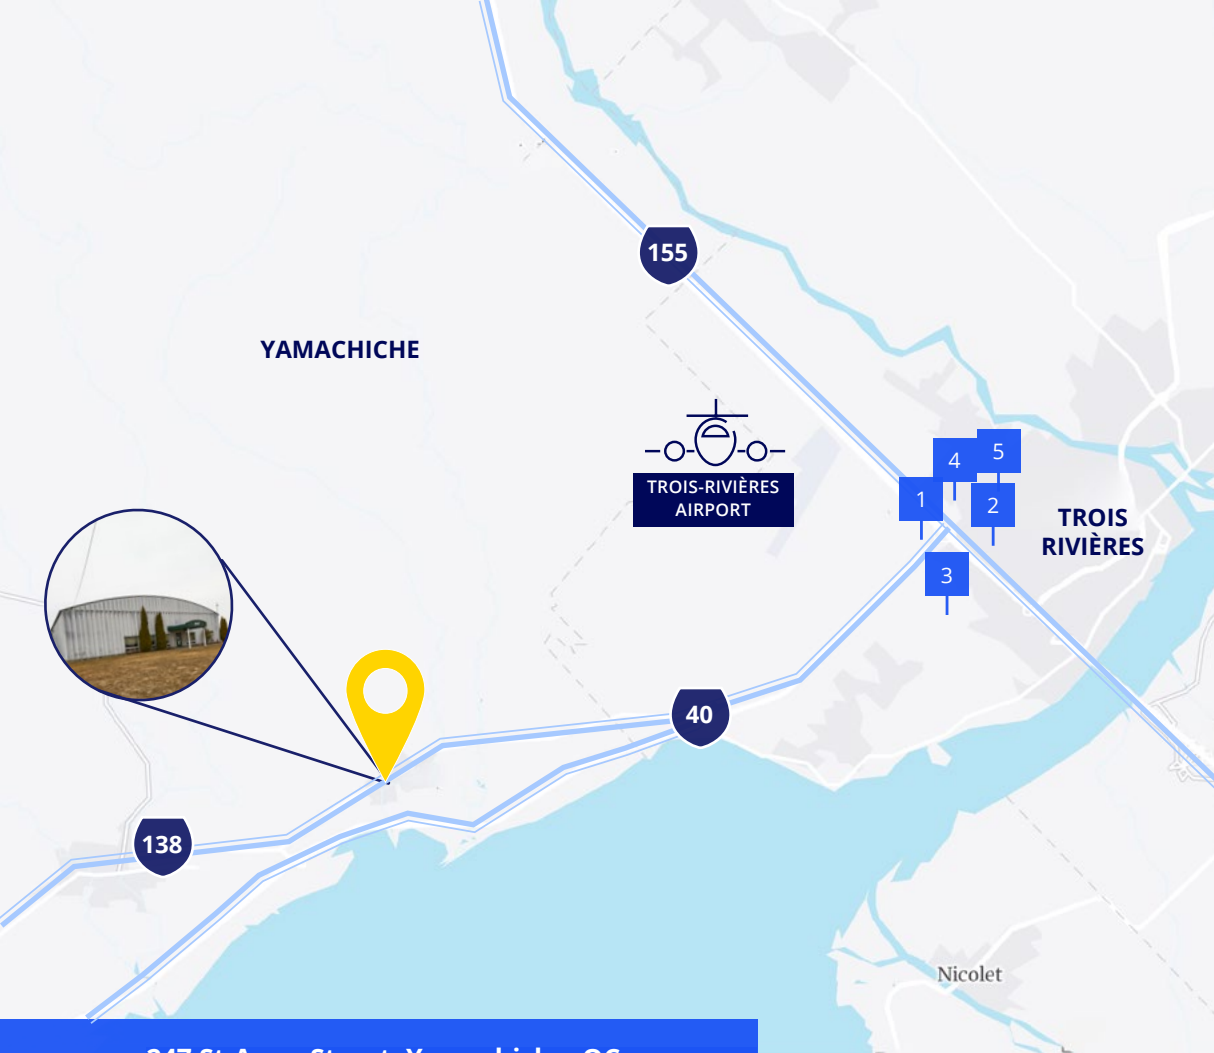 155
YAMACHICHE
TROIS-RIVIÈRES
AIRPORT
5
4
1
2
TROIS
RIVIÈRES
3
40
138
Nicolet